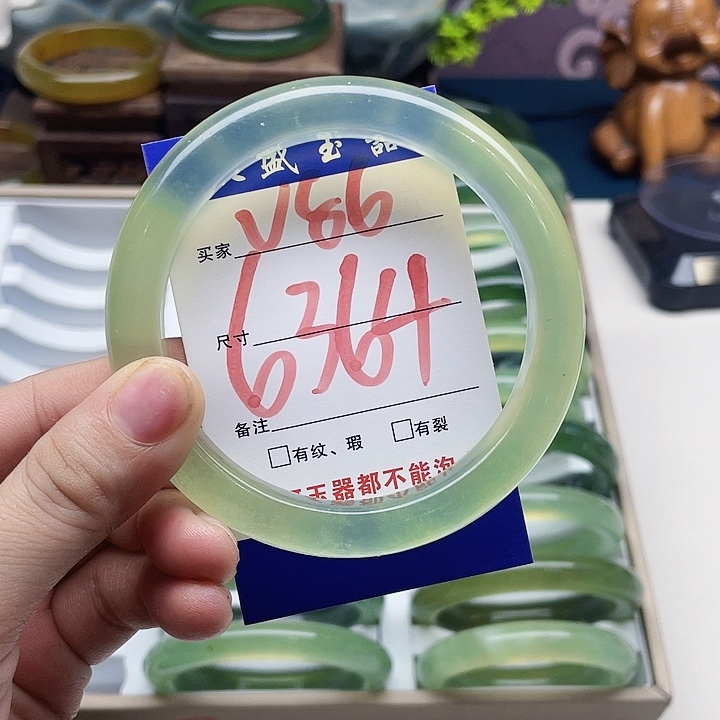 盛玉器
买家 V86
尺寸 6364
备注
□有纹、瑕 □有裂
玉器都不能泡